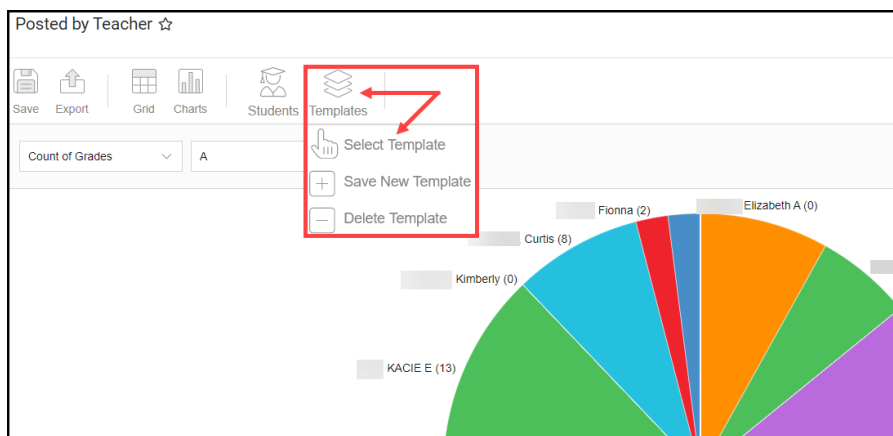 Posted by Teacher
Save Export Grid Charts Students Templates
Select Template
Count of Grades A
Save New Template
Delete Template
Elizabeth A (0)
Fionna (2)
Curtis (8)
Kimberly (0)
KACIE E (13)